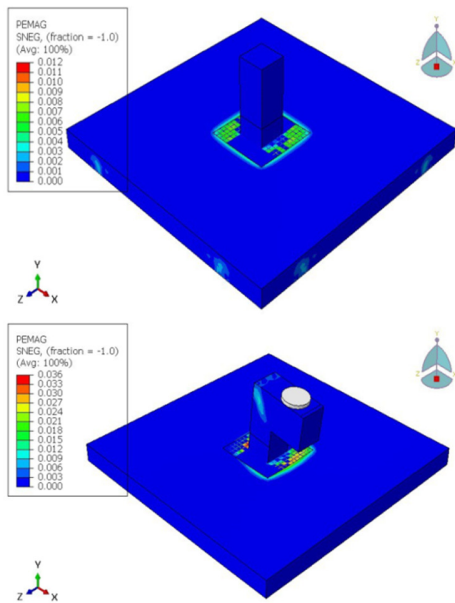 PEMAG
SNEG, (fraction = -1.0)
(Avg: 100%)
0.012
0.011
0.010
0.009
0.008
0.007
0.006
0.005
0.004
0.003
0.002
0.001
0.000
Y
Z
Y
Z
X
PEMAG
SNEG, (fraction = -1.0)
(Avg: 100%)
0.036
0.033
0.030
0.027
0.024
0.021
0.018
0.015
0.012
0.009
0.006
0.003
0.000
Y
Z
Y
Z
X